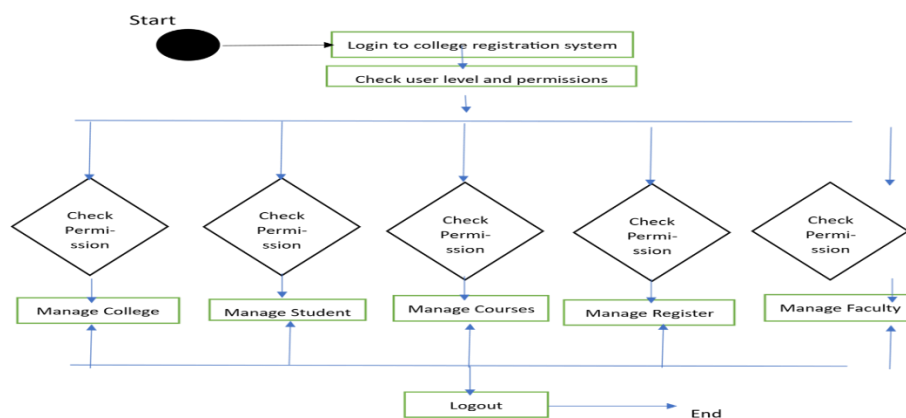 Start
Login to college registration system
Check user level and permissions
Check
Permi-
ssion
Check
Permi-
ssion
Check
Permi-
ssion
Check
Permi-
ssion
Check
Permi-
ssion
Manage College
Manage Student
Manage Courses
Manage Register
Manage Faculty
Logout
End